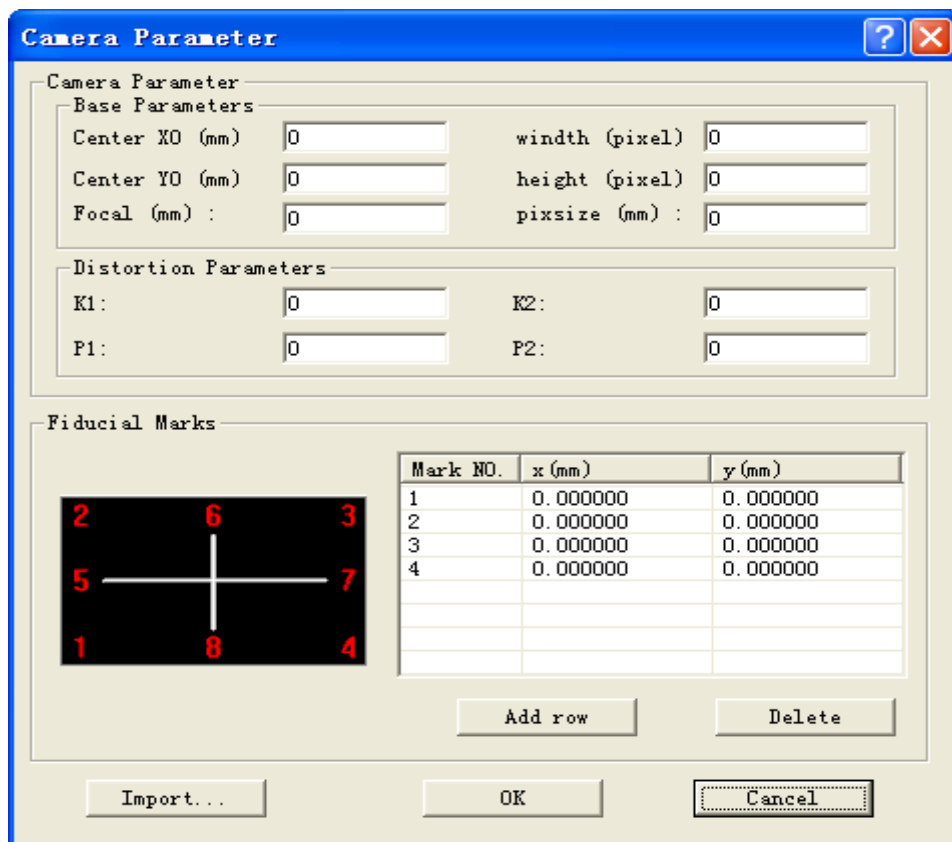 Camera Parameter
Camera Parameter
Base Parameters
Center X0 (mm) 0 windth (pixel) 0
Center Y0 (mm) 0 height (pixel) 0
Focal (mm) : 0 pixsize (mm) : 0
Distortion Parameters
K1: 0 K2: 0
P1: 0 P2: 0
Fiducial Marks
2 6 3
5 7
1 8 4
Mark NO. x(mm) y(mm)
1 0.000000 0.000000
2 0.000000 0.000000
3 0.000000 0.000000
4 0.000000 0.000000
Add row Delete
Import... OK Cancel